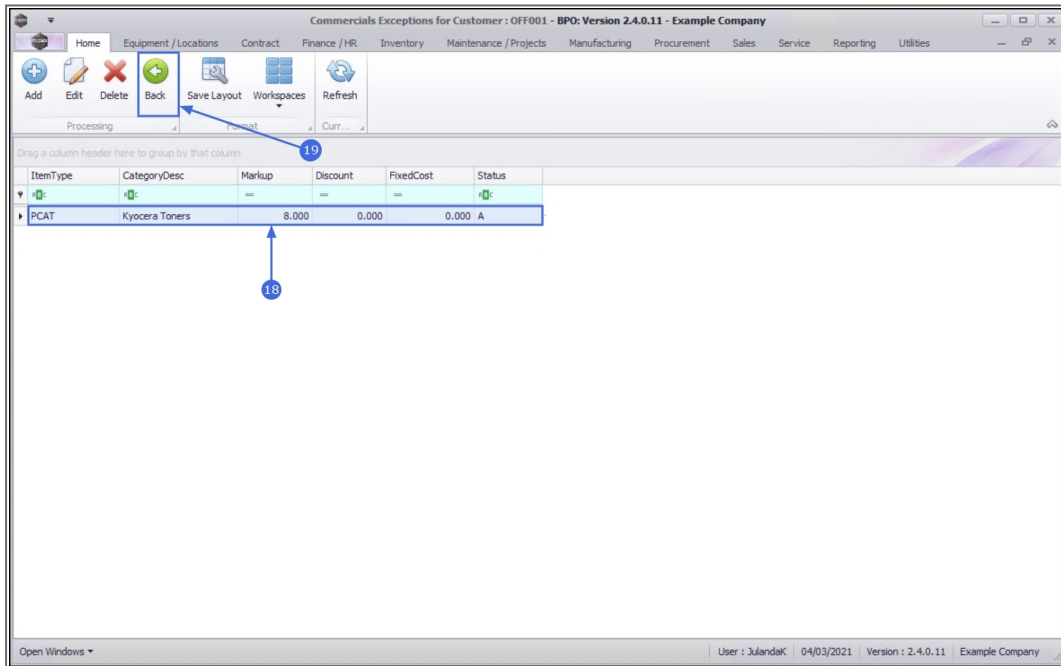 Commercials Exceptions for Customer : OFF001 - BPO: Version 2.4.0.11 - Example Company
Home Equipment / Locations Contract Finance / HR Inventory Maintenance / Projects Manufacturing Procurement Sales Service Reporting Utilities
Add Edit Delete Back Save Layout Workspaces Refresh
Processing Format Curr...
19
Drag a column header here to group by that column
ItemType CategoryDesc Markup Discount FixedCost Status
= = =
PCAT Kyocera Toners 8.000 0.000 0.000 A
18
Open Windows User : JulandaK 04/03/2021 Version : 2.4.0.11 Example Company